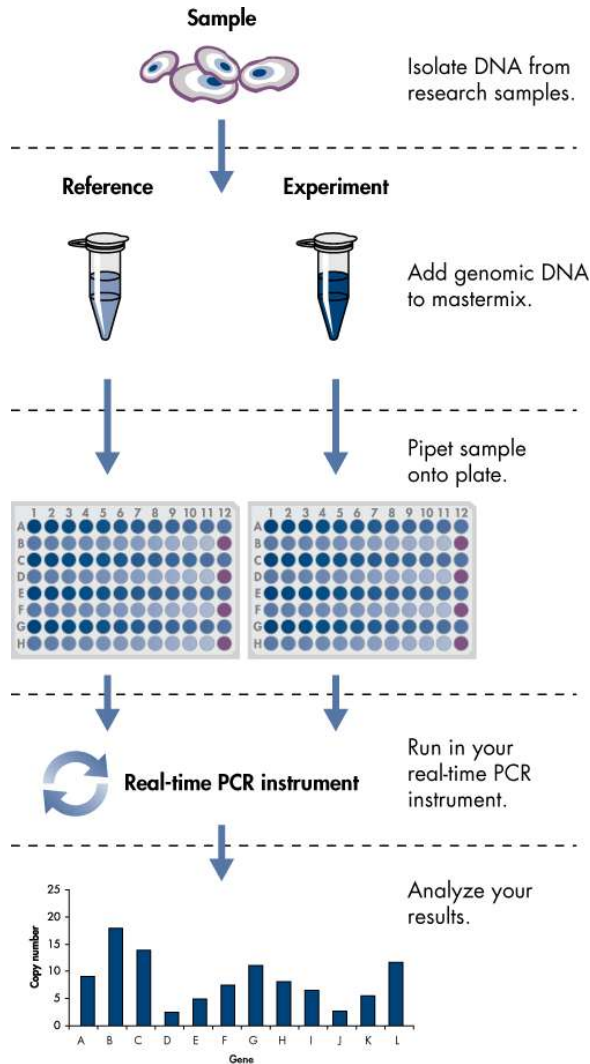 Sample
Isolate DNA from
research samples.
Reference
Experiment
Add genomic DNA
to mastermix.
Pipet sample
onto plate.
1 2 3 4 5 6 7 8 9 10 11 12
A
B
C
D
E
F
G
H
1 2 3 4 5 6 7 8 9 10 11 12
A
B
C
D
E
F
G
H
Run in your
real-time PCR
instrument.
Real-time PCR instrument
Analyze your
results.
Copy number
25
20
15
10
5
0
A B C D E F G H I J K L
Gene